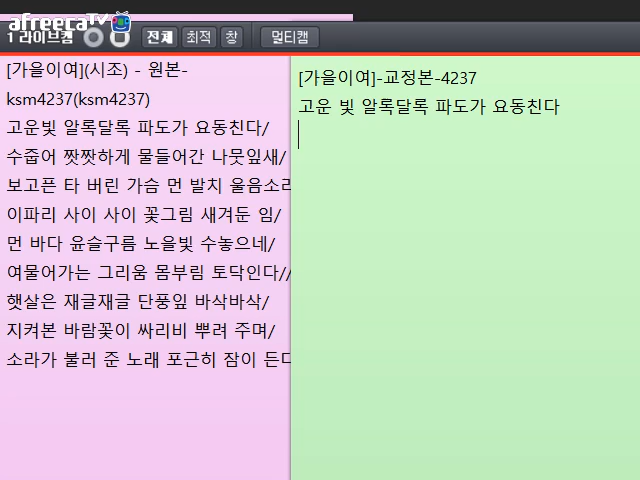 afreecaTV
1 라이브캠 방송 전체 최적 창 멀티캠
[가을이여](시조) - 원본-
ksm4237(ksm4237)
고운빛 알록달록 파도가 요동친다/
수줍어 짯짯하게 물들어간 나뭇잎새/
보고픈 타 버린 가슴 먼 발치 울음소리
이파리 사이 사이 꽃그림 새겨둔 임/
먼 바다 윤슬구름 노을빛 수놓으네/
여물어가는 그리움 몸부림 토닥인다//
햇살은 재글재글 단풍잎 바삭바삭/
지켜본 바람꽃이 싸리비 뿌려 주며/
소라가 불러 준 노래 포근히 잠이 든다
[가을이여]-교정본-4237
고운 빛 알록달록 파도가 요동친다